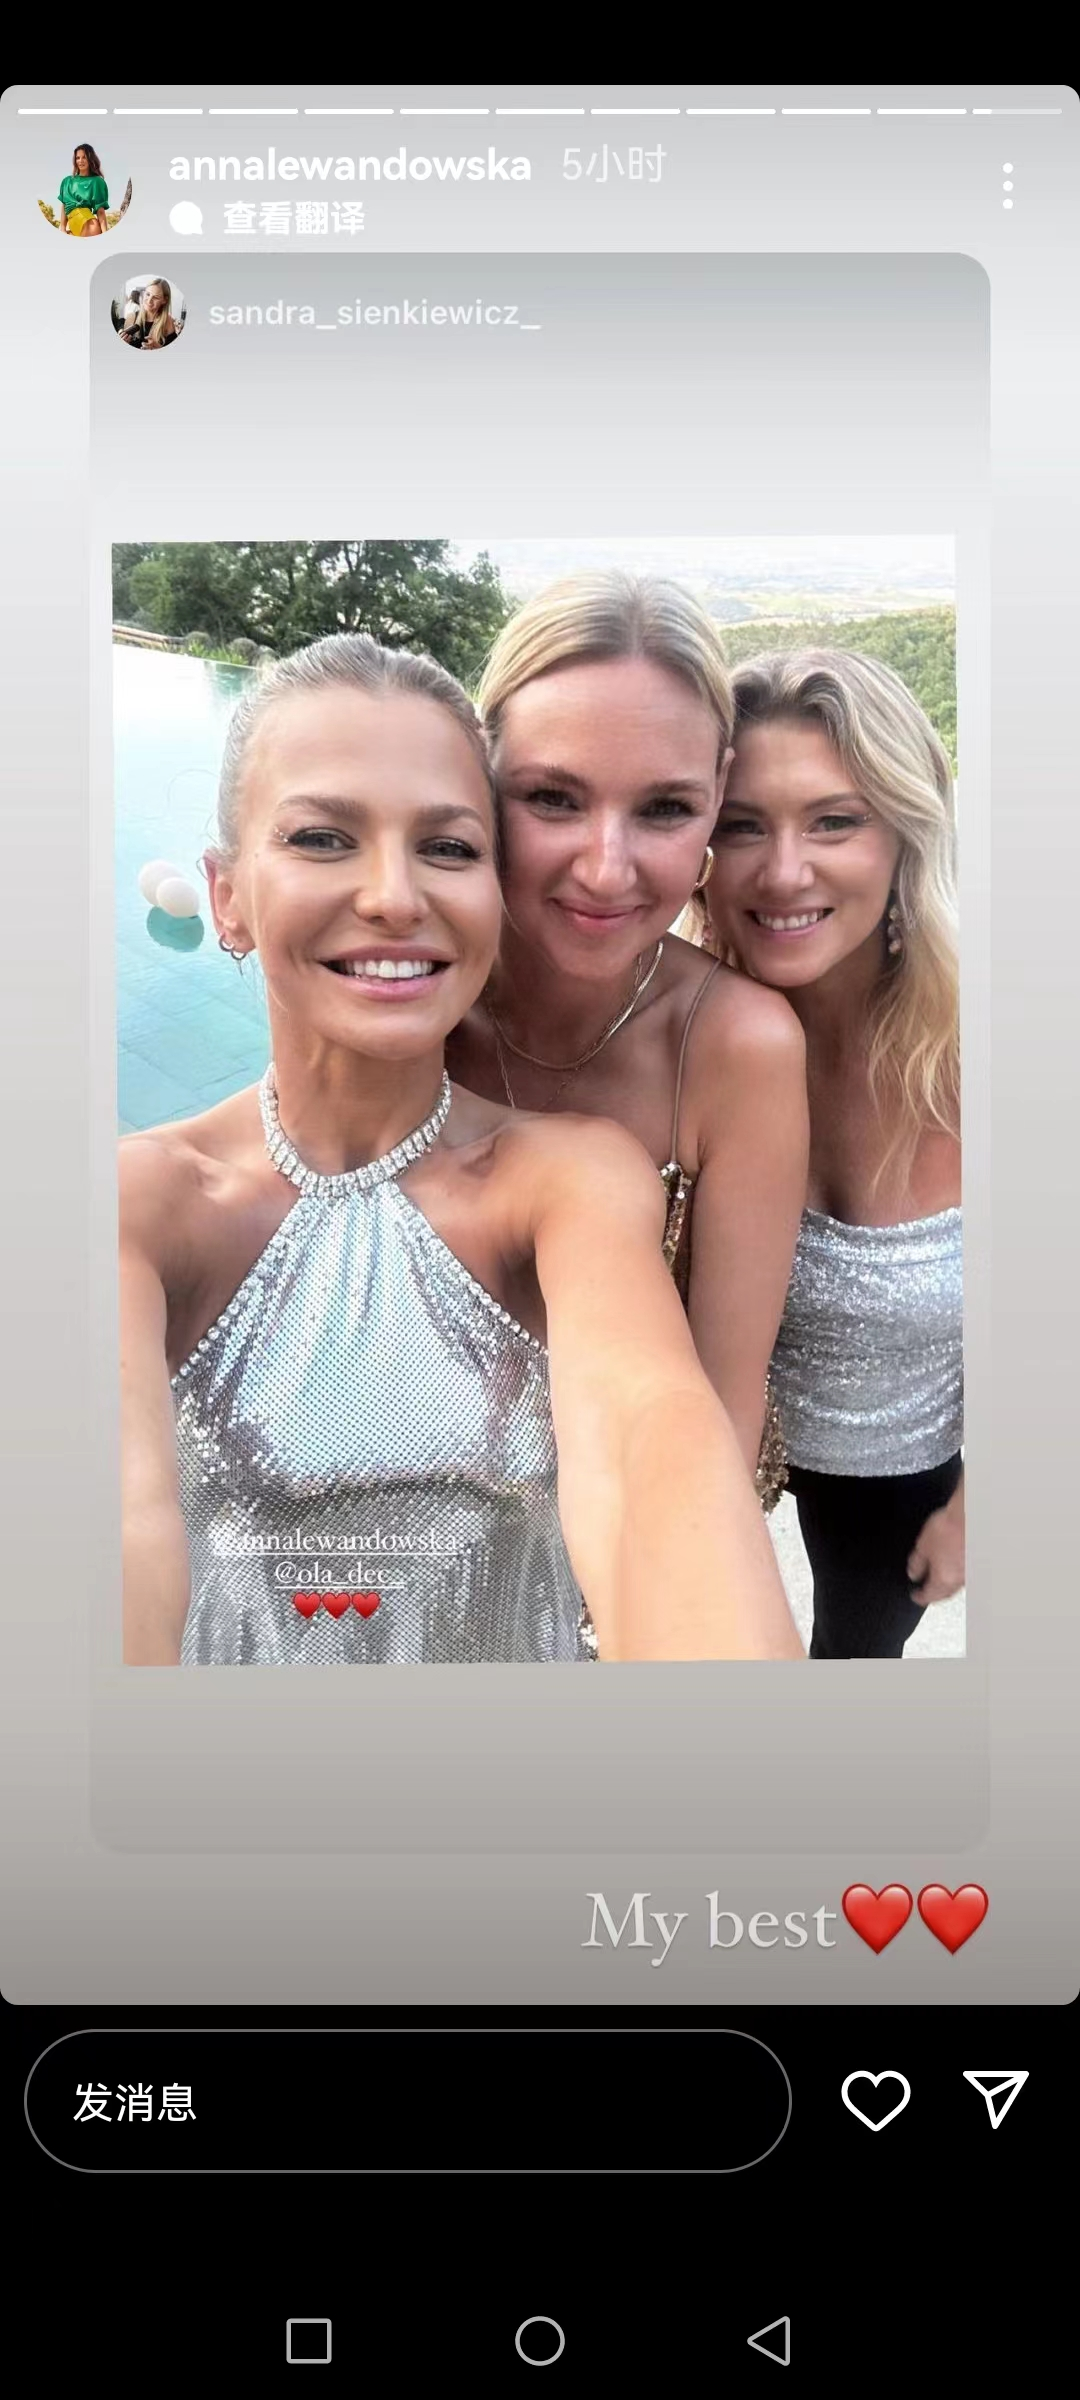 annalewandowska 5小时
查看翻译
sandra_sienkiewicz_
@annalewandowska
@ola_dec_
❤️❤️❤️
My best❤️❤️
发消息